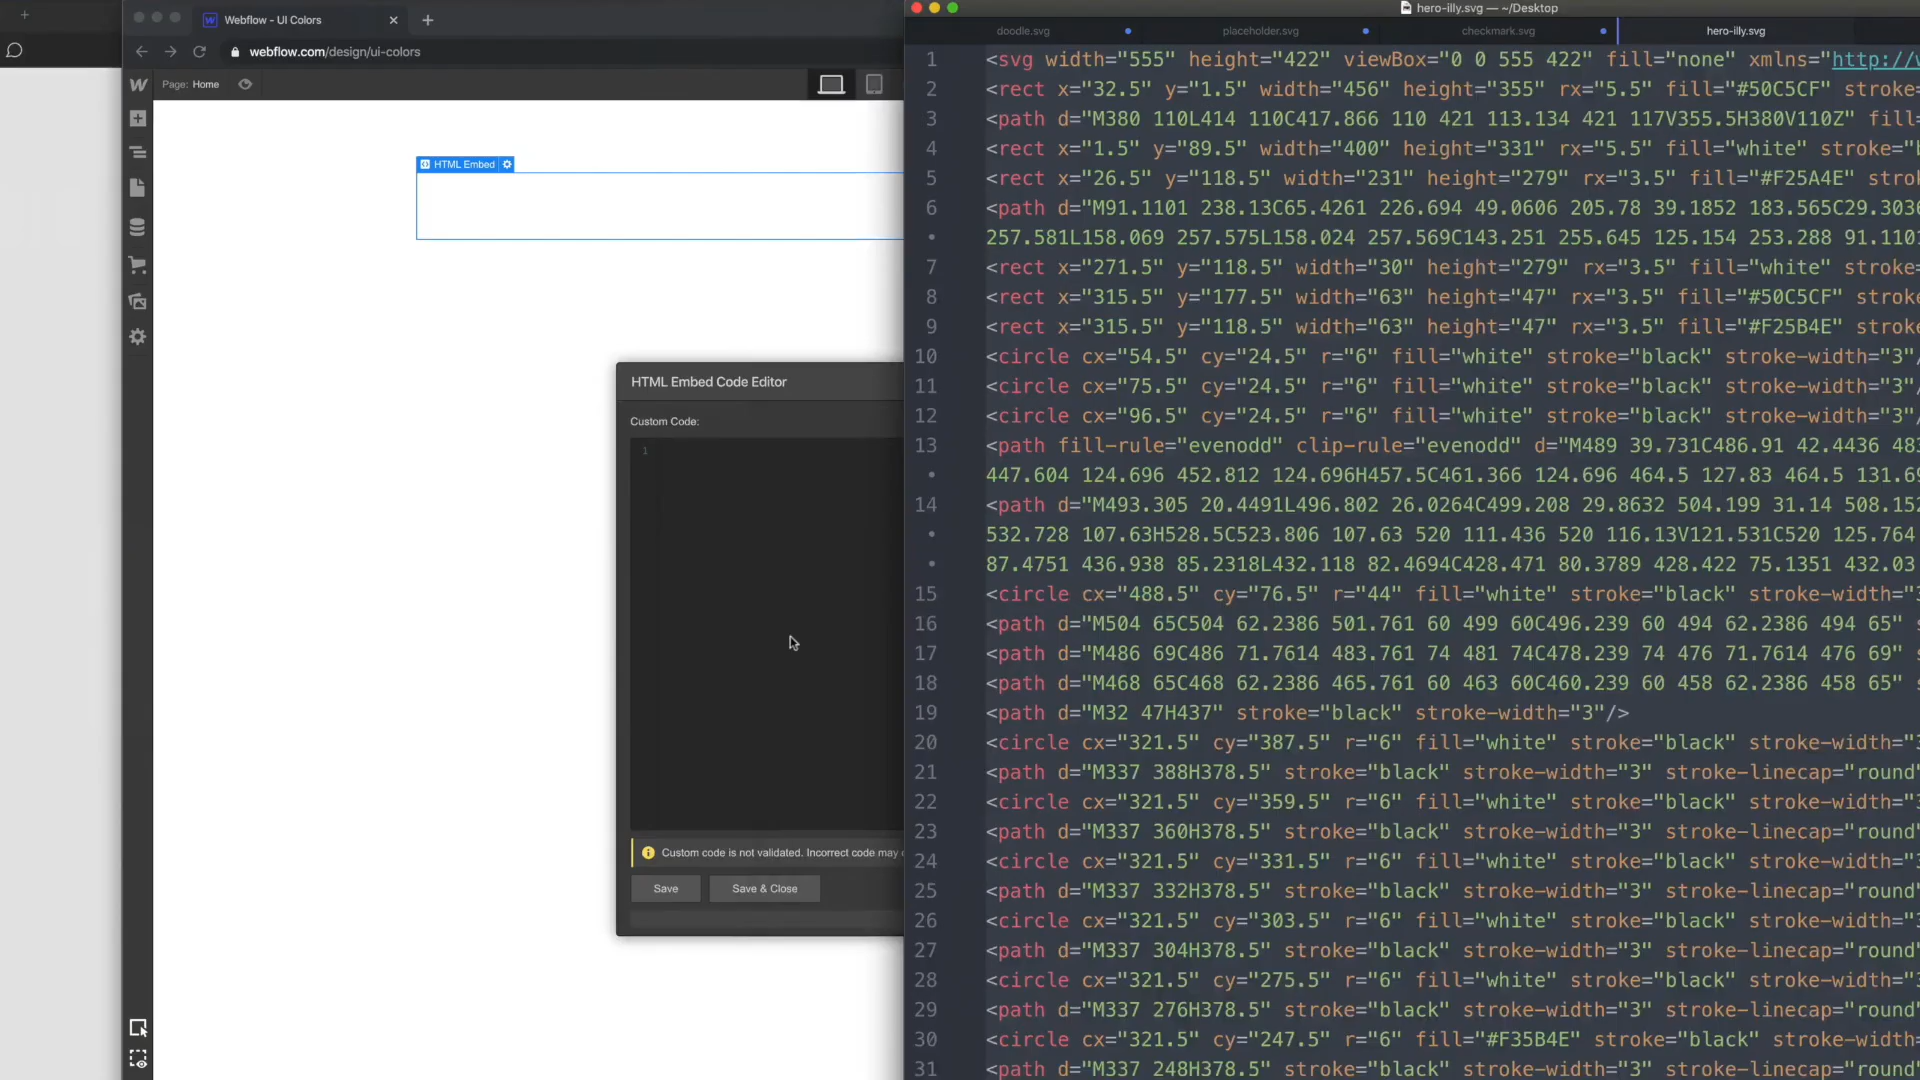 Webflow - UI Colors
webflow.com/design/ui-colors
Page: Home
HTML Embed
HTML Embed Code Editor
Custom Code:
1
Custom code is not validated. Incorrect code may
Save
Save & Close
hero-illy.svg — ~/Desktop
doodle.svg
placeholder.svg
checkmark.svg
hero-illy.svg
1 <svg width="555" height="422" viewBox="0 0 555 422" fill="none" xmlns="http://w
2 <rect x="32.5" y="1.5" width="456" height="355" rx="5.5" fill="#50C5CF" stroke=
3 <path d="M380 110L414 110C417.866 110 421 113.134 421 117V355.5H380V110Z" fill=
4 <rect x="1.5" y="89.5" width="400" height="331" rx="5.5" fill="white" stroke="b
5 <rect x="26.5" y="118.5" width="231" height="279" rx="3.5" fill="#F25A4E" strok
6 <path d="M91.1101 238.13C65.4261 226.694 49.0606 205.78 39.1852 183.565C29.3036
• 257.581L158.069 257.575L158.024 257.569C143.251 255.645 125.154 253.288 91.1101
7 <rect x="271.5" y="118.5" width="30" height="279" rx="3.5" fill="white" stroke=
8 <rect x="315.5" y="177.5" width="63" height="47" rx="3.5" fill="#50C5CF" stroke
9 <rect x="315.5" y="118.5" width="63" height="47" rx="3.5" fill="#F25B4E" stroke
10 <circle cx="54.5" cy="24.5" r="6" fill="white" stroke="black" stroke-width="3"/
11 <circle cx="75.5" cy="24.5" r="6" fill="white" stroke="black" stroke-width="3"/
12 <circle cx="96.5" cy="24.5" r="6" fill="white" stroke="black" stroke-width="3"/
13 <path fill-rule="evenodd" clip-rule="evenodd" d="M489 39.731C486.91 42.4436 483
• 447.604 124.696 452.812 124.696H457.5C461.366 124.696 464.5 127.83 464.5 131.69
14 <path d="M493.305 20.4491L496.802 26.0264C499.208 29.8632 504.199 31.14 508.152
• 532.728 107.63H528.5C523.806 107.63 520 111.436 520 116.13V121.531C520 125.764
• 87.4751 436.938 85.2318L432.118 82.4694C428.471 80.3789 428.422 75.1351 432.03
15 <circle cx="488.5" cy="76.5" r="44" fill="white" stroke="black" stroke-width="3
16 <path d="M504 65C504 62.2386 501.761 60 499 60C496.239 60 494 62.2386 494 65" s
17 <path d="M486 69C486 71.7614 483.761 74 481 74C478.239 74 476 71.7614 476 69" s
18 <path d="M468 65C468 62.2386 465.761 60 463 60C460.239 60 458 62.2386 458 65" s
19 <path d="M32 47H437" stroke="black" stroke-width="3"/>
20 <circle cx="321.5" cy="387.5" r="6" fill="white" stroke="black" stroke-width="3
21 <path d="M337 388H378.5" stroke="black" stroke-width="3" stroke-linecap="round"
22 <circle cx="321.5" cy="359.5" r="6" fill="white" stroke="black" stroke-width="3
23 <path d="M337 360H378.5" stroke="black" stroke-width="3" stroke-linecap="round"
24 <circle cx="321.5" cy="331.5" r="6" fill="white" stroke="black" stroke-width="3
25 <path d="M337 332H378.5" stroke="black" stroke-width="3" stroke-linecap="round"
26 <circle cx="321.5" cy="303.5" r="6" fill="white" stroke="black" stroke-width="3
27 <path d="M337 304H378.5" stroke="black" stroke-width="3" stroke-linecap="round"
28 <circle cx="321.5" cy="275.5" r="6" fill="white" stroke="black" stroke-width="3
29 <path d="M337 276H378.5" stroke="black" stroke-width="3" stroke-linecap="round"
30 <circle cx="321.5" cy="247.5" r="6" fill="#F35B4E" stroke="black" stroke-width=
31 <path d="M337 248H378.5" stroke="black" stroke-width="3" stroke-linecap="round"